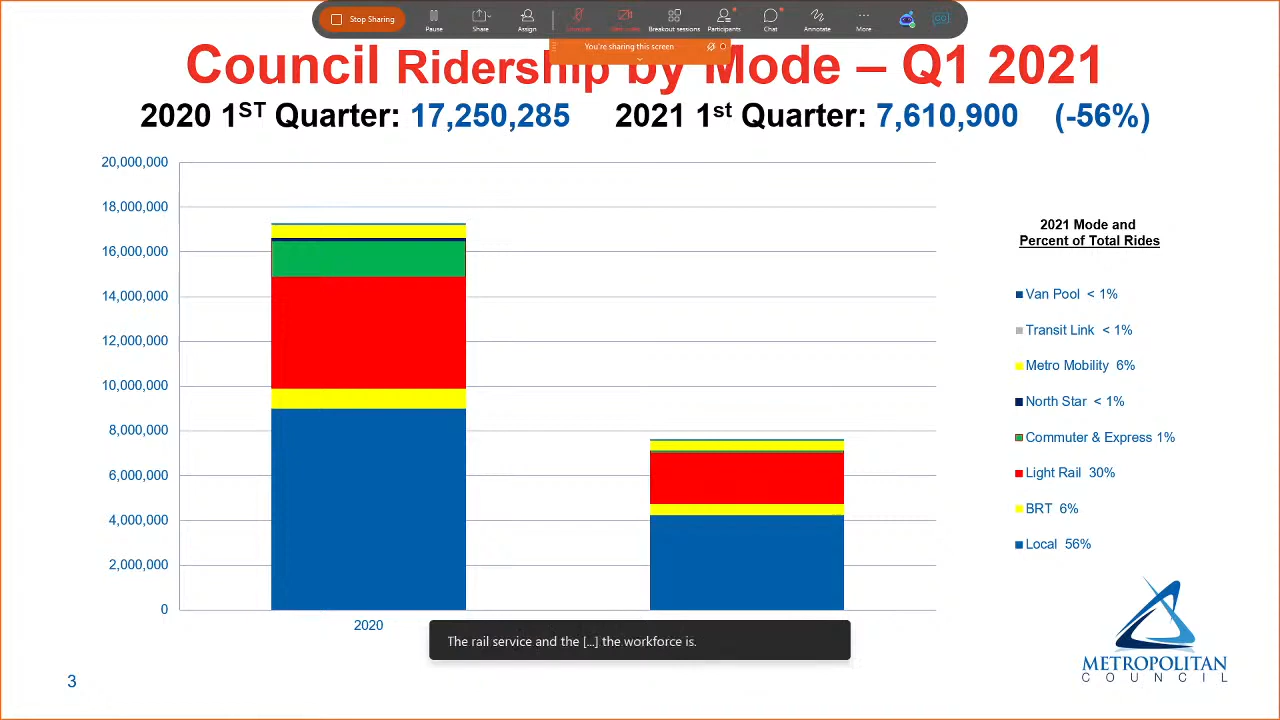 Stop Sharing
Pause
Share
Assign
Breakout sessions
Participants
Chat
Annotate
More
You're sharing this screen
Council Ridership by Mode – Q1 2021
2020 1ST Quarter: 17,250,285 2021 1st Quarter: 7,610,900 (-56%)
20,000,000
18,000,000
16,000,000
14,000,000
12,000,000
10,000,000
8,000,000
6,000,000
4,000,000
2,000,000
0
2020
2021 Mode and
Percent of Total Rides
Van Pool < 1%
Transit Link < 1%
Metro Mobility 6%
North Star < 1%
Commuter & Express 1%
Light Rail 30%
BRT 6%
Local 56%
The rail service and the [...] the workforce is.
METROPOLITAN
COUNCIL
3